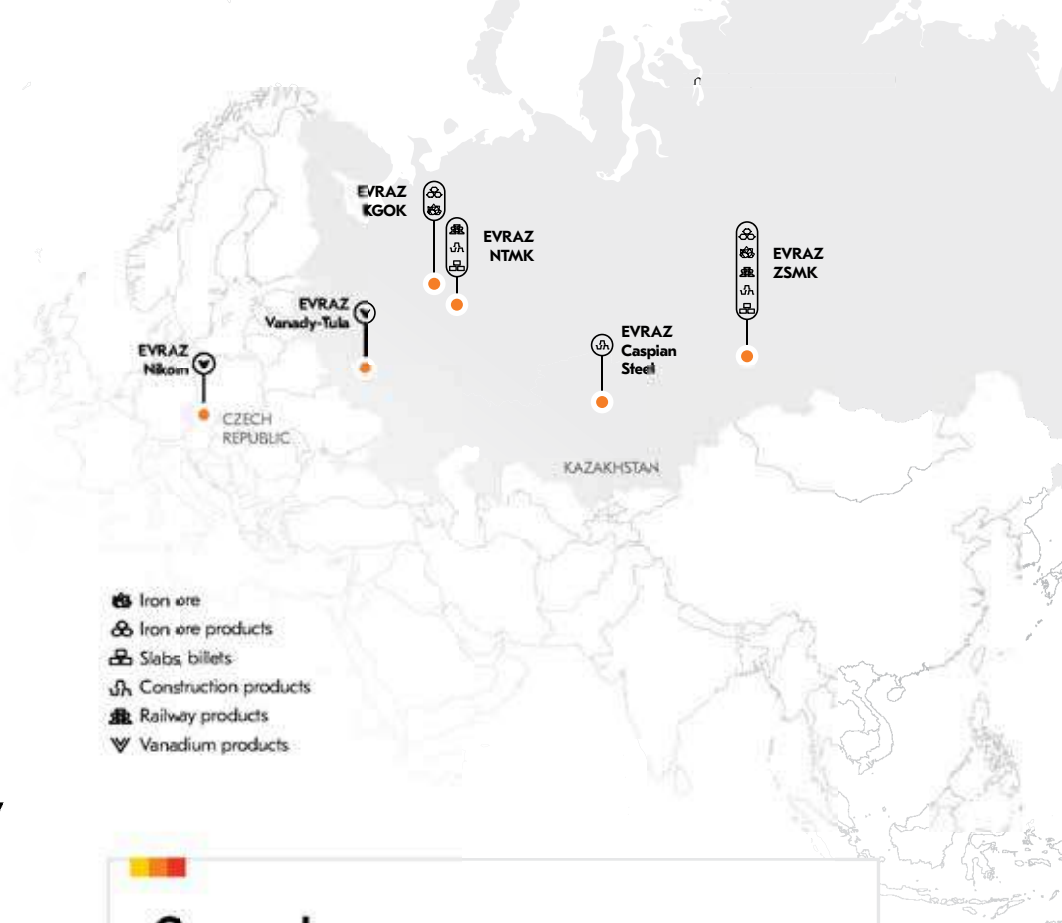 EVRAZ
KGOK
EVRAZ
NTMK
EVRAZ
ZSMK
EVRAZ
Vanady-Tula
EVRAZ
Caspian
Steel
EVRAZ
Nikom
CZECH
REPUBLIC
KAZAKHSTAN
Iron ore
Iron ore products
Slabs, billets
Construction products
Railway products
Vanadium products